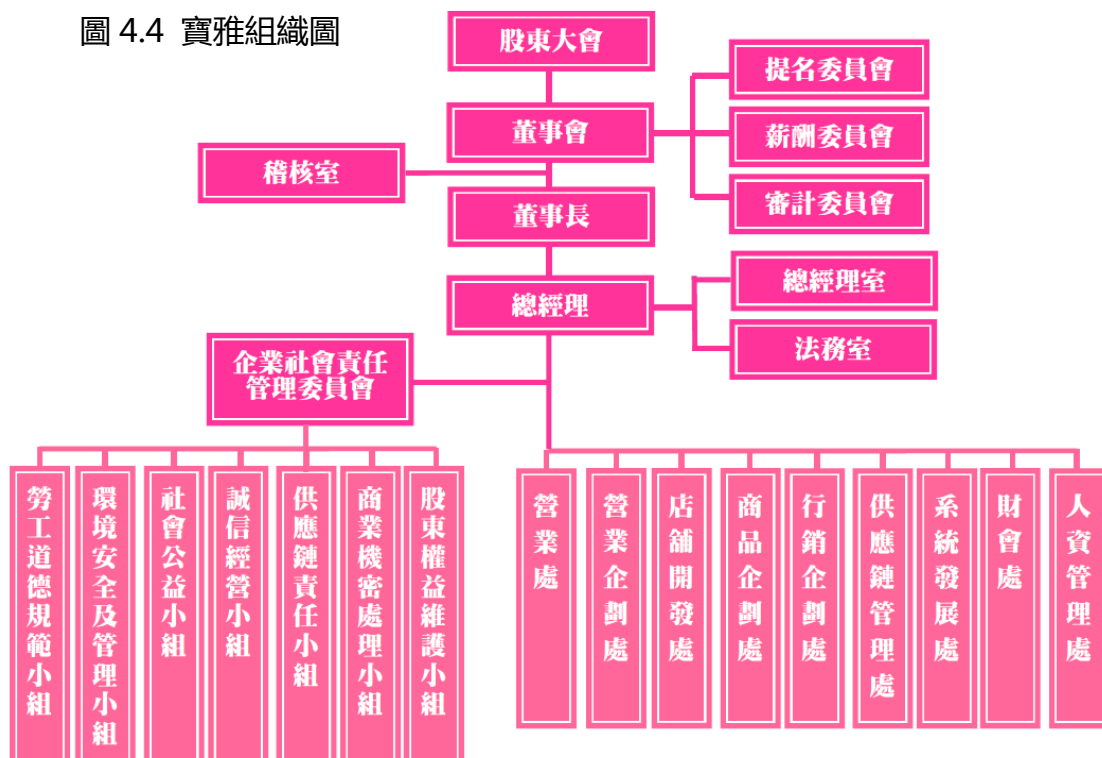 圖 4.4 寶雅組織圖
股東大會
提名委員會
董事會
薪酬委員會
稽核室
審計委員會
董事長
總經理室
總經理
法務室
企業社會責任
管理委員會
勞工道德規範小組
環境安全及管理小組
社會公益小組
誠信經營小組
供應鏈責任小組
商業機密處理小組
股東權益維護小組
營業處
營業企劃處
店舖開發處
商品企劃處
行銷企劃處
供應鏈管理處
系統發展處
財會處
人資管理處